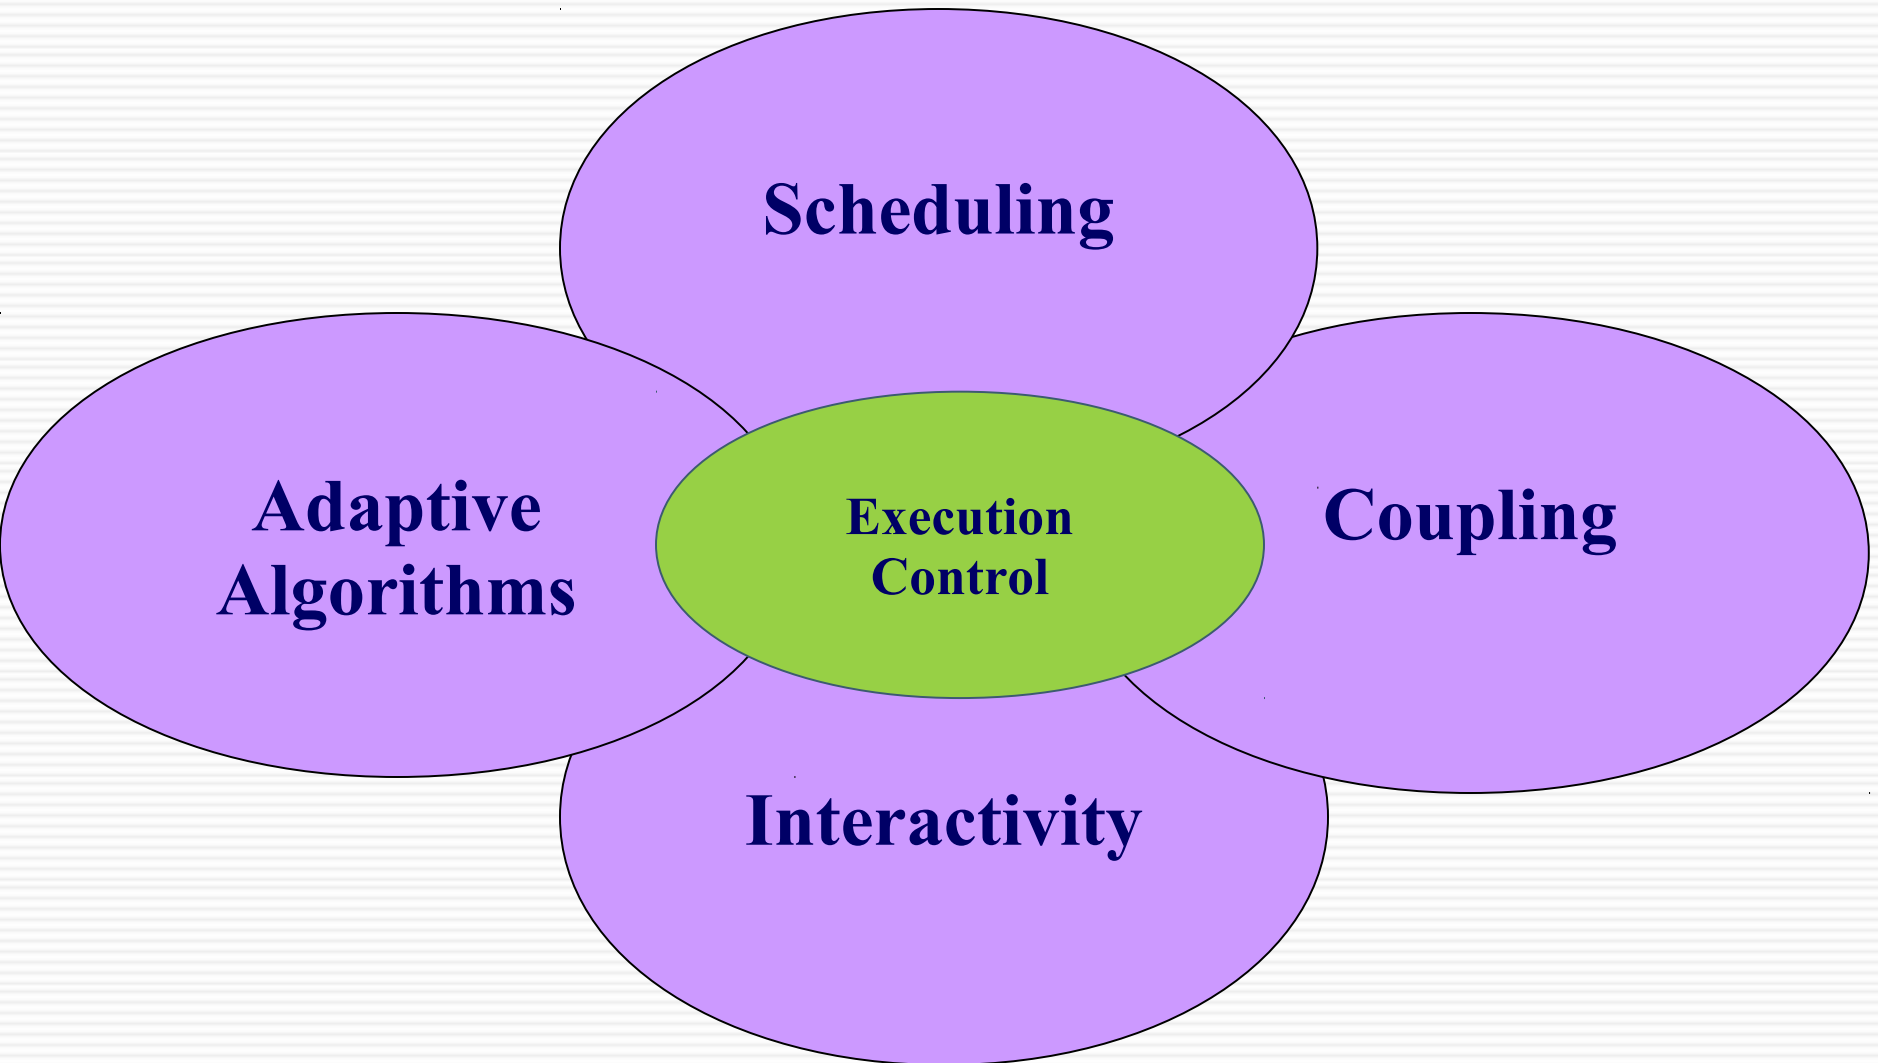 Scheduling
Adaptive
Algorithms
Execution
Control
Coupling
Interactivity